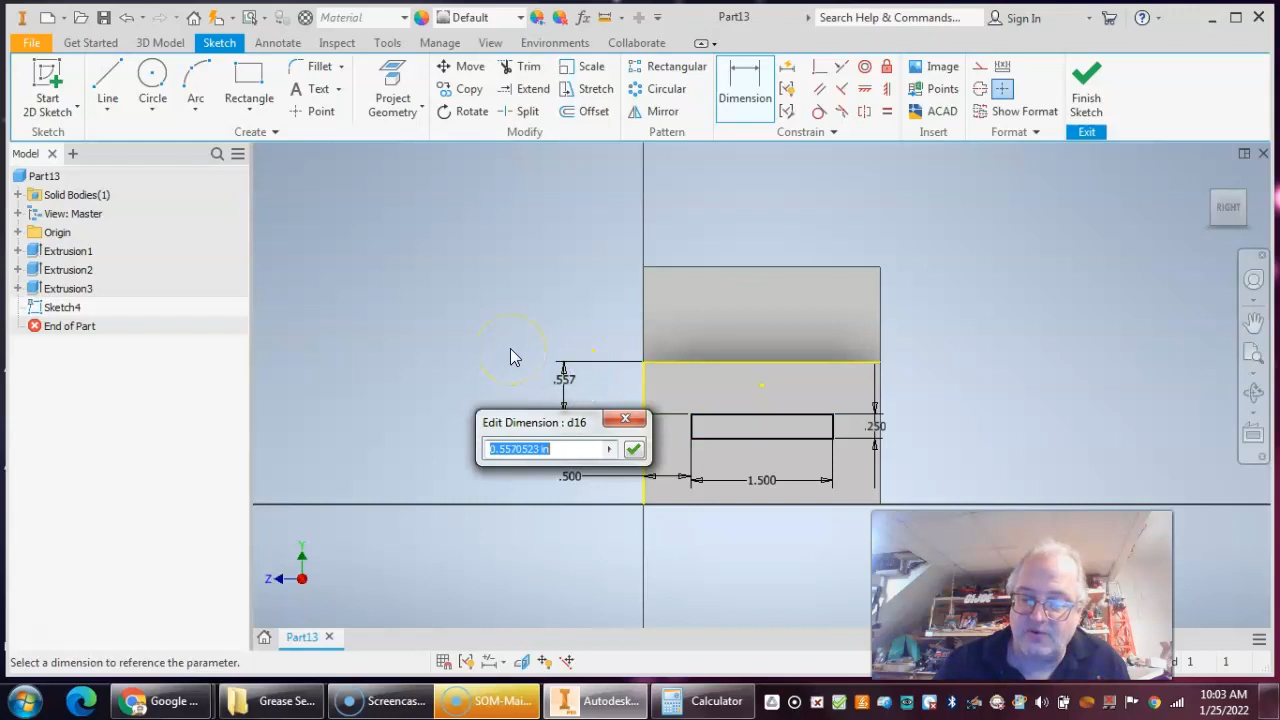 PRO Material Default Part13 Search Help & Commands... Sign In
File Get Started 3D Model Sketch Annotate Inspect Tools Manage View Environments Collaborate
Start 2D Sketch Line Circle Arc Rectangle Fillet Text Point Project Geometry Move Trim Scale Copy Extend Stretch Rotate Split Offset Rectangular Circular Mirror Dimension Image Points ACAD Show Format Finish Sketch
Sketch Create Modify Pattern Constrain Insert Format Exit
Model
Part13
Solid Bodies(1)
View: Master
Origin
Extrusion1
Extrusion2
Extrusion3
Sketch4
End of Part
RIGHT
.557
Edit Dimension : d16
0.5570523 in
.250
.500
1.500
Y
Z
Part13
Select a dimension to reference the parameter.
1 1
Google ... Grease Se... Screencas... SOM-Mai... Autodesk... Calculator
10:03 AM
1/25/2022